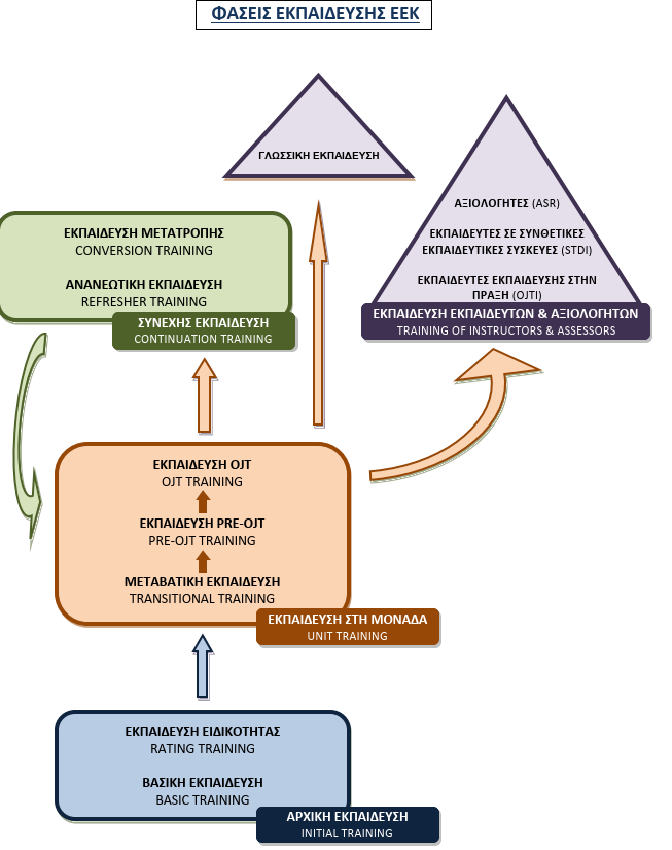 ΦΑΣΕΙΣ ΕΚΠΑΙΔΕΥΣΗΣ ΕΕΚ
ΓΛΩΣΣΙΚΗ ΕΚΠΑΙΔΕΥΣΗ
ΑΞΙΟΛΟΓΗΤΕΣ (ASR)
ΕΚΠΑΙΔΕΥΤΕΣ ΣΕ ΣΥΝΘΕΤΙΚΕΣ
ΕΚΠΑΙΔΕΥΤΙΚΕΣ ΣΥΣΚΕΥΕΣ (STDI)
ΕΚΠΑΙΔΕΥΤΕΣ ΕΚΠΑΙΔΕΥΣΗΣ ΣΤΗΝ
ΠΡΑΞΗ (OJTI)
ΕΚΠΑΙΔΕΥΣΗ ΕΚΠΑΙΔΕΥΤΩΝ & ΑΞΙΟΛΟΓΗΤΩΝ
TRAINING OF INSTRUCTORS & ASSESSORS
ΕΚΠΑΙΔΕΥΣΗ ΜΕΤΑΤΡΟΠΗΣ
CONVERSION TRAINING
ΑΝΑΝΕΩΤΙΚΗ ΕΚΠΑΙΔΕΥΣΗ
REFRESHER TRAINING
ΣΥΝΕΧΗΣ ΕΚΠΑΙΔΕΥΣΗ
CONTINUATION TRAINING
ΕΚΠΑΙΔΕΥΣΗ OJT
OJT TRAINING
ΕΚΠΑΙΔΕΥΣΗ PRE-OJT
PRE-OJT TRAINING
ΜΕΤΑΒΑΤΙΚΗ ΕΚΠΑΙΔΕΥΣΗ
TRANSITIONAL TRAINING
ΕΚΠΑΙΔΕΥΣΗ ΣΤΗ ΜΟΝΑΔΑ
UNIT TRAINING
ΕΚΠΑΙΔΕΥΣΗ ΕΙΔΙΚΟΤΗΤΑΣ
RATING TRAINING
ΒΑΣΙΚΗ ΕΚΠΑΙΔΕΥΣΗ
BASIC TRAINING
ΑΡΧΙΚΗ ΕΚΠΑΙΔΕΥΣΗ
INITIAL TRAINING